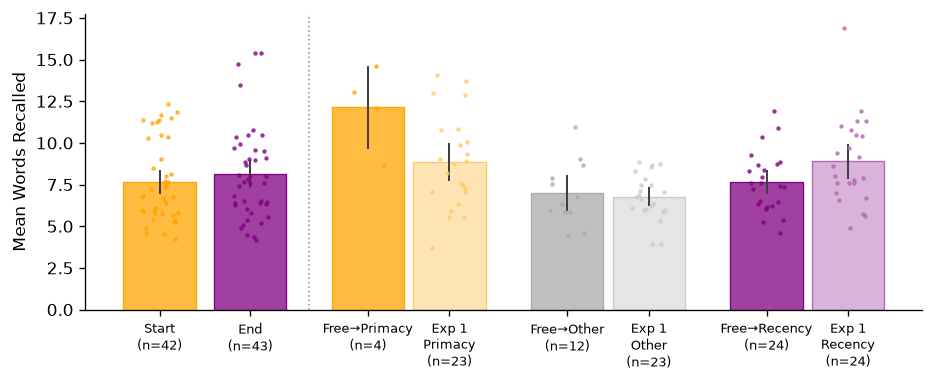 Mean Words Recalled
17.5
15.0
12.5
10.0
7.5
5.0
2.5
0.0
Start
(n=42)
End
(n=43)
Free→Primacy
(n=4)
Exp 1
Primacy
(n=23)
Free→Other
(n=12)
Exp 1
Other
(n=23)
Free→Recency
(n=24)
Exp 1
Recency
(n=24)